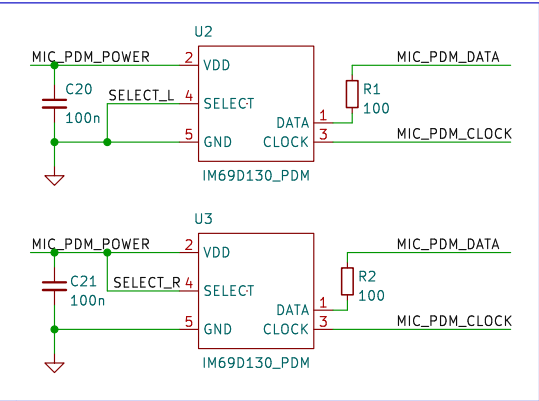 U2
MIC_PDM_POWER
MIC_PDM_DATA
2 VDD
C20
100n
SELECT_L
4 SELECT
R1
100
DATA 1
5 GND
CLOCK 3
MIC_PDM_CLOCK
IM69D130_PDM
U3
MIC_PDM_POWER
MIC_PDM_DATA
2 VDD
C21
100n
SELECT_R
4 SELECT
R2
100
DATA 1
5 GND
CLOCK 3
MIC_PDM_CLOCK
IM69D130_PDM